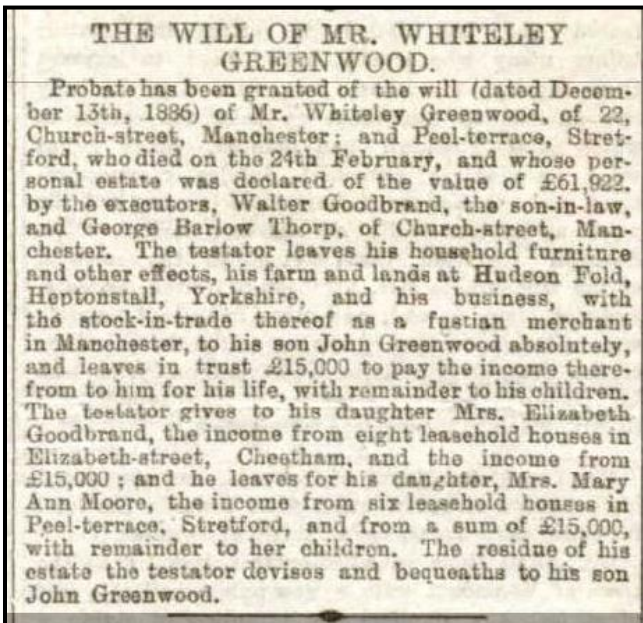 THE WILL OF MR. WHITELEY
GREENWOOD.
Probate has been granted of the will (dated Decem-
ber 13th, 1886) of Mr. Whiteley Greenwood, of 22,
Church-street, Manchester; and Peel-terrace, Stret-
ford, who died on the 24th February, and whose per-
sonal estate was declared of the value of £61,922.
by the executors, Walter Goodbrand, the son-in-law,
and George Barlow Thorp, of Church-street, Man-
chester. The testator leaves his household furniture
and other effects, his farm and lands at Hudson Fold,
Heptonstall, Yorkshire, and his business, with
the stock-in-trade thereof as a fustian merchant
in Manchester, to his son John Greenwood absolutely,
and leaves in trust £15,000 to pay the income there-
from to him for his life, with remainder to his children.
The testator gives to his daughter Mrs. Elizabeth
Goodbrand, the income from eight leasehold houses in
Elizabeth-street, Cheetham, and the income from
£15,000; and he leaves for his daughter, Mrs. Mary
Ann Moore, the income from six leasehold houses in
Peel-terrace, Stretford, and from a sum of £15,000,
with remainder to her children. The residue of his
estate the testator devises and bequeaths to his son
John Greenwood.